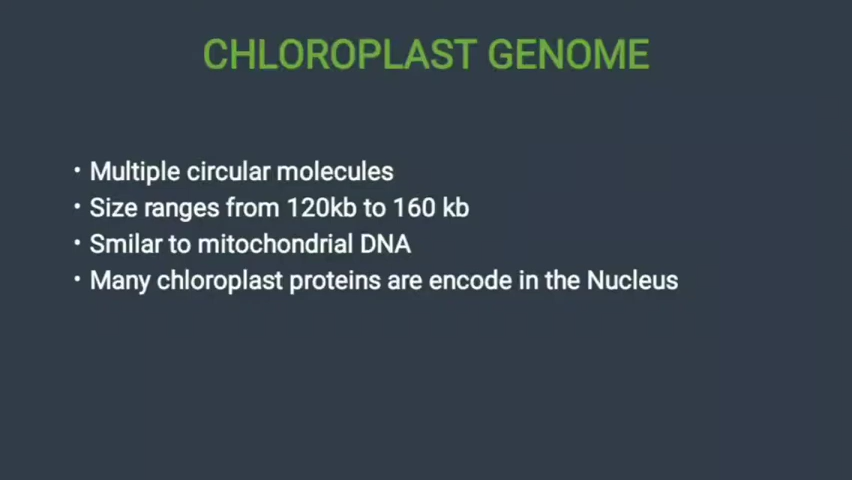 CHLOROPLAST GENOME
• Multiple circular molecules
• Size ranges from 120kb to 160 kb
• Smilar to mitochondrial DNA
• Many chloroplast proteins are encode in the Nucleus